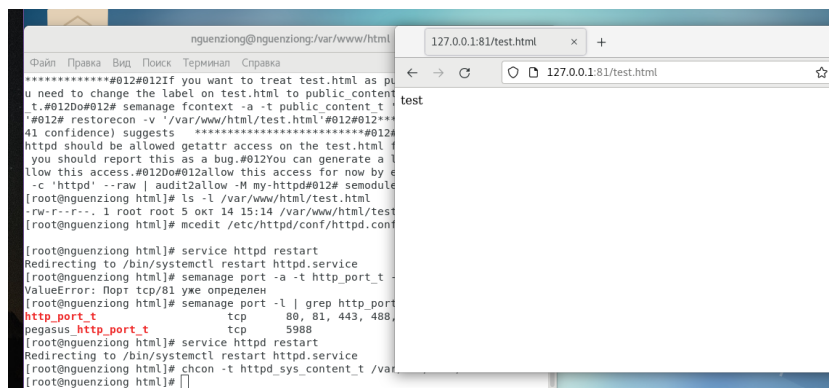 nguenziong@nguenziong:/var/www/html
Файл Правка Вид Поиск Терминал Справка
*************#012#012If you want to treat test.html as pu
u need to change the label on test.html to public_content
_t.#012Do#012# semanage fcontext -a -t public_content_t '
'#012# restorecon -v '/var/www/html/test.html'#012#012***
41 confidence) suggests   **************************#012#
httpd should be allowed getattr access on the test.html f
 you should report this as a bug.#012You can generate a l
llow this access.#012Do#012allow this access for now by e
 -c 'httpd' --raw | audit2allow -M my-httpd#012# semodule
[root@nguenziong html]# ls -l /var/www/html/test.html
-rw-r--r--. 1 root root 5 окт 14 15:14 /var/www/html/test
[root@nguenziong html]# mcedit /etc/httpd/conf/httpd.conf
[root@nguenziong html]# service httpd restart
Redirecting to /bin/systemctl restart httpd.service
[root@nguenziong html]# semanage port -a -t http_port_t -
ValueError: Порт tcp/81 уже определен
[root@nguenziong html]# semanage port -l | grep http_port
http_port_t                    tcp      80, 81, 443, 488,
pegasus_http_port_t            tcp      5988
[root@nguenziong html]# service httpd restart
Redirecting to /bin/systemctl restart httpd.service
[root@nguenziong html]# chcon -t httpd_sys_content_t /var
[root@nguenziong html]#
127.0.0.1:81/test.html × +
127.0.0.1:81/test.html
test